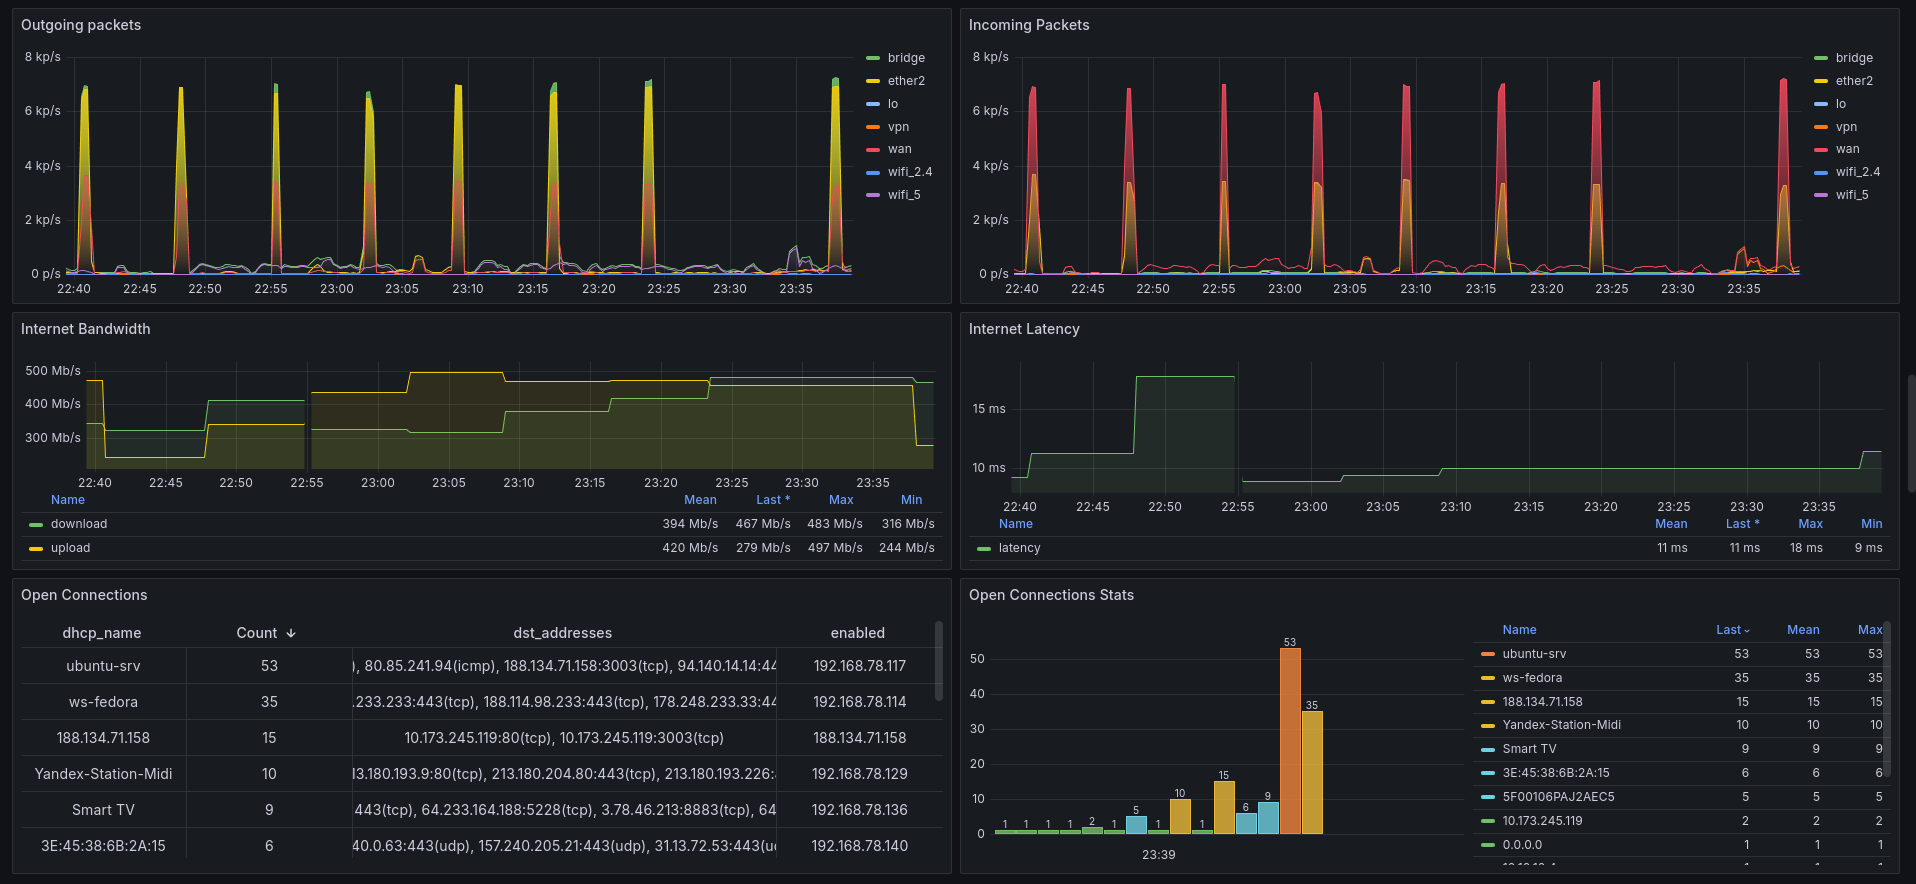 Outgoing packets
8 kp/s
6 kp/s
4 kp/s
2 kp/s
0 p/s
22:40 22:45 22:50 22:55 23:00 23:05 23:10 23:15 23:20 23:25 23:30 23:35
bridge
ether2
lo
vpn
wan
wifi_2.4
wifi_5
Incoming Packets
8 kp/s
6 kp/s
4 kp/s
2 kp/s
0 p/s
22:40 22:45 22:50 22:55 23:00 23:05 23:10 23:15 23:20 23:25 23:30 23:35
bridge
ether2
lo
vpn
wan
wifi_2.4
wifi_5
Internet Bandwidth
500 Mb/s
400 Mb/s
300 Mb/s
22:40 22:45 22:50 22:55 23:00 23:05 23:10 23:15 23:20 23:25 23:30 23:35
Name Mean Last * Max Min
download 394 Mb/s 467 Mb/s 483 Mb/s 316 Mb/s
upload 420 Mb/s 279 Mb/s 497 Mb/s 244 Mb/s
Internet Latency
15 ms
10 ms
22:40 22:45 22:50 22:55 23:00 23:05 23:10 23:15 23:20 23:25 23:30 23:35
Name Mean Last * Max Min
latency 11 ms 11 ms 18 ms 9 ms
Open Connections
dhcp_name Count ↓ dst_addresses enabled
ubuntu-srv 53 ), 80.85.241.94(icmp), 188.134.71.158:3003(tcp), 94.140.14.14:44 192.168.78.117
ws-fedora 35 .233.233:443(tcp), 188.114.98.233:443(tcp), 178.248.233.33:44 192.168.78.114
188.134.71.158 15 10.173.245.119:80(tcp), 10.173.245.119:3003(tcp) 188.134.71.158
Yandex-Station-Midi 10 13.180.193.9:80(tcp), 213.180.204.80:443(tcp), 213.180.193.226: 192.168.78.129
Smart TV 9 443(tcp), 64.233.164.188:5228(tcp), 3.78.46.213:8883(tcp), 64 192.168.78.136
3E:45:38:6B:2A:15 6 40.0.63:443(udp), 157.240.205.21:443(udp), 31.13.72.53:443(u 192.168.78.140
Open Connections Stats
50
40
30
20
10
0
1 1 1 1 2 1 5 1 10 1 15 6 9 53 35
23:39
Name Last Mean Max
ubuntu-srv 53 53 53
ws-fedora 35 35 35
188.134.71.158 15 15 15
Yandex-Station-Midi 10 10 10
Smart TV 9 9 9
3E:45:38:6B:2A:15 6 6 6
5F00106PAJ2AEC5 5 5 5
10.173.245.119 2 2 2
0.0.0.0 1 1 1